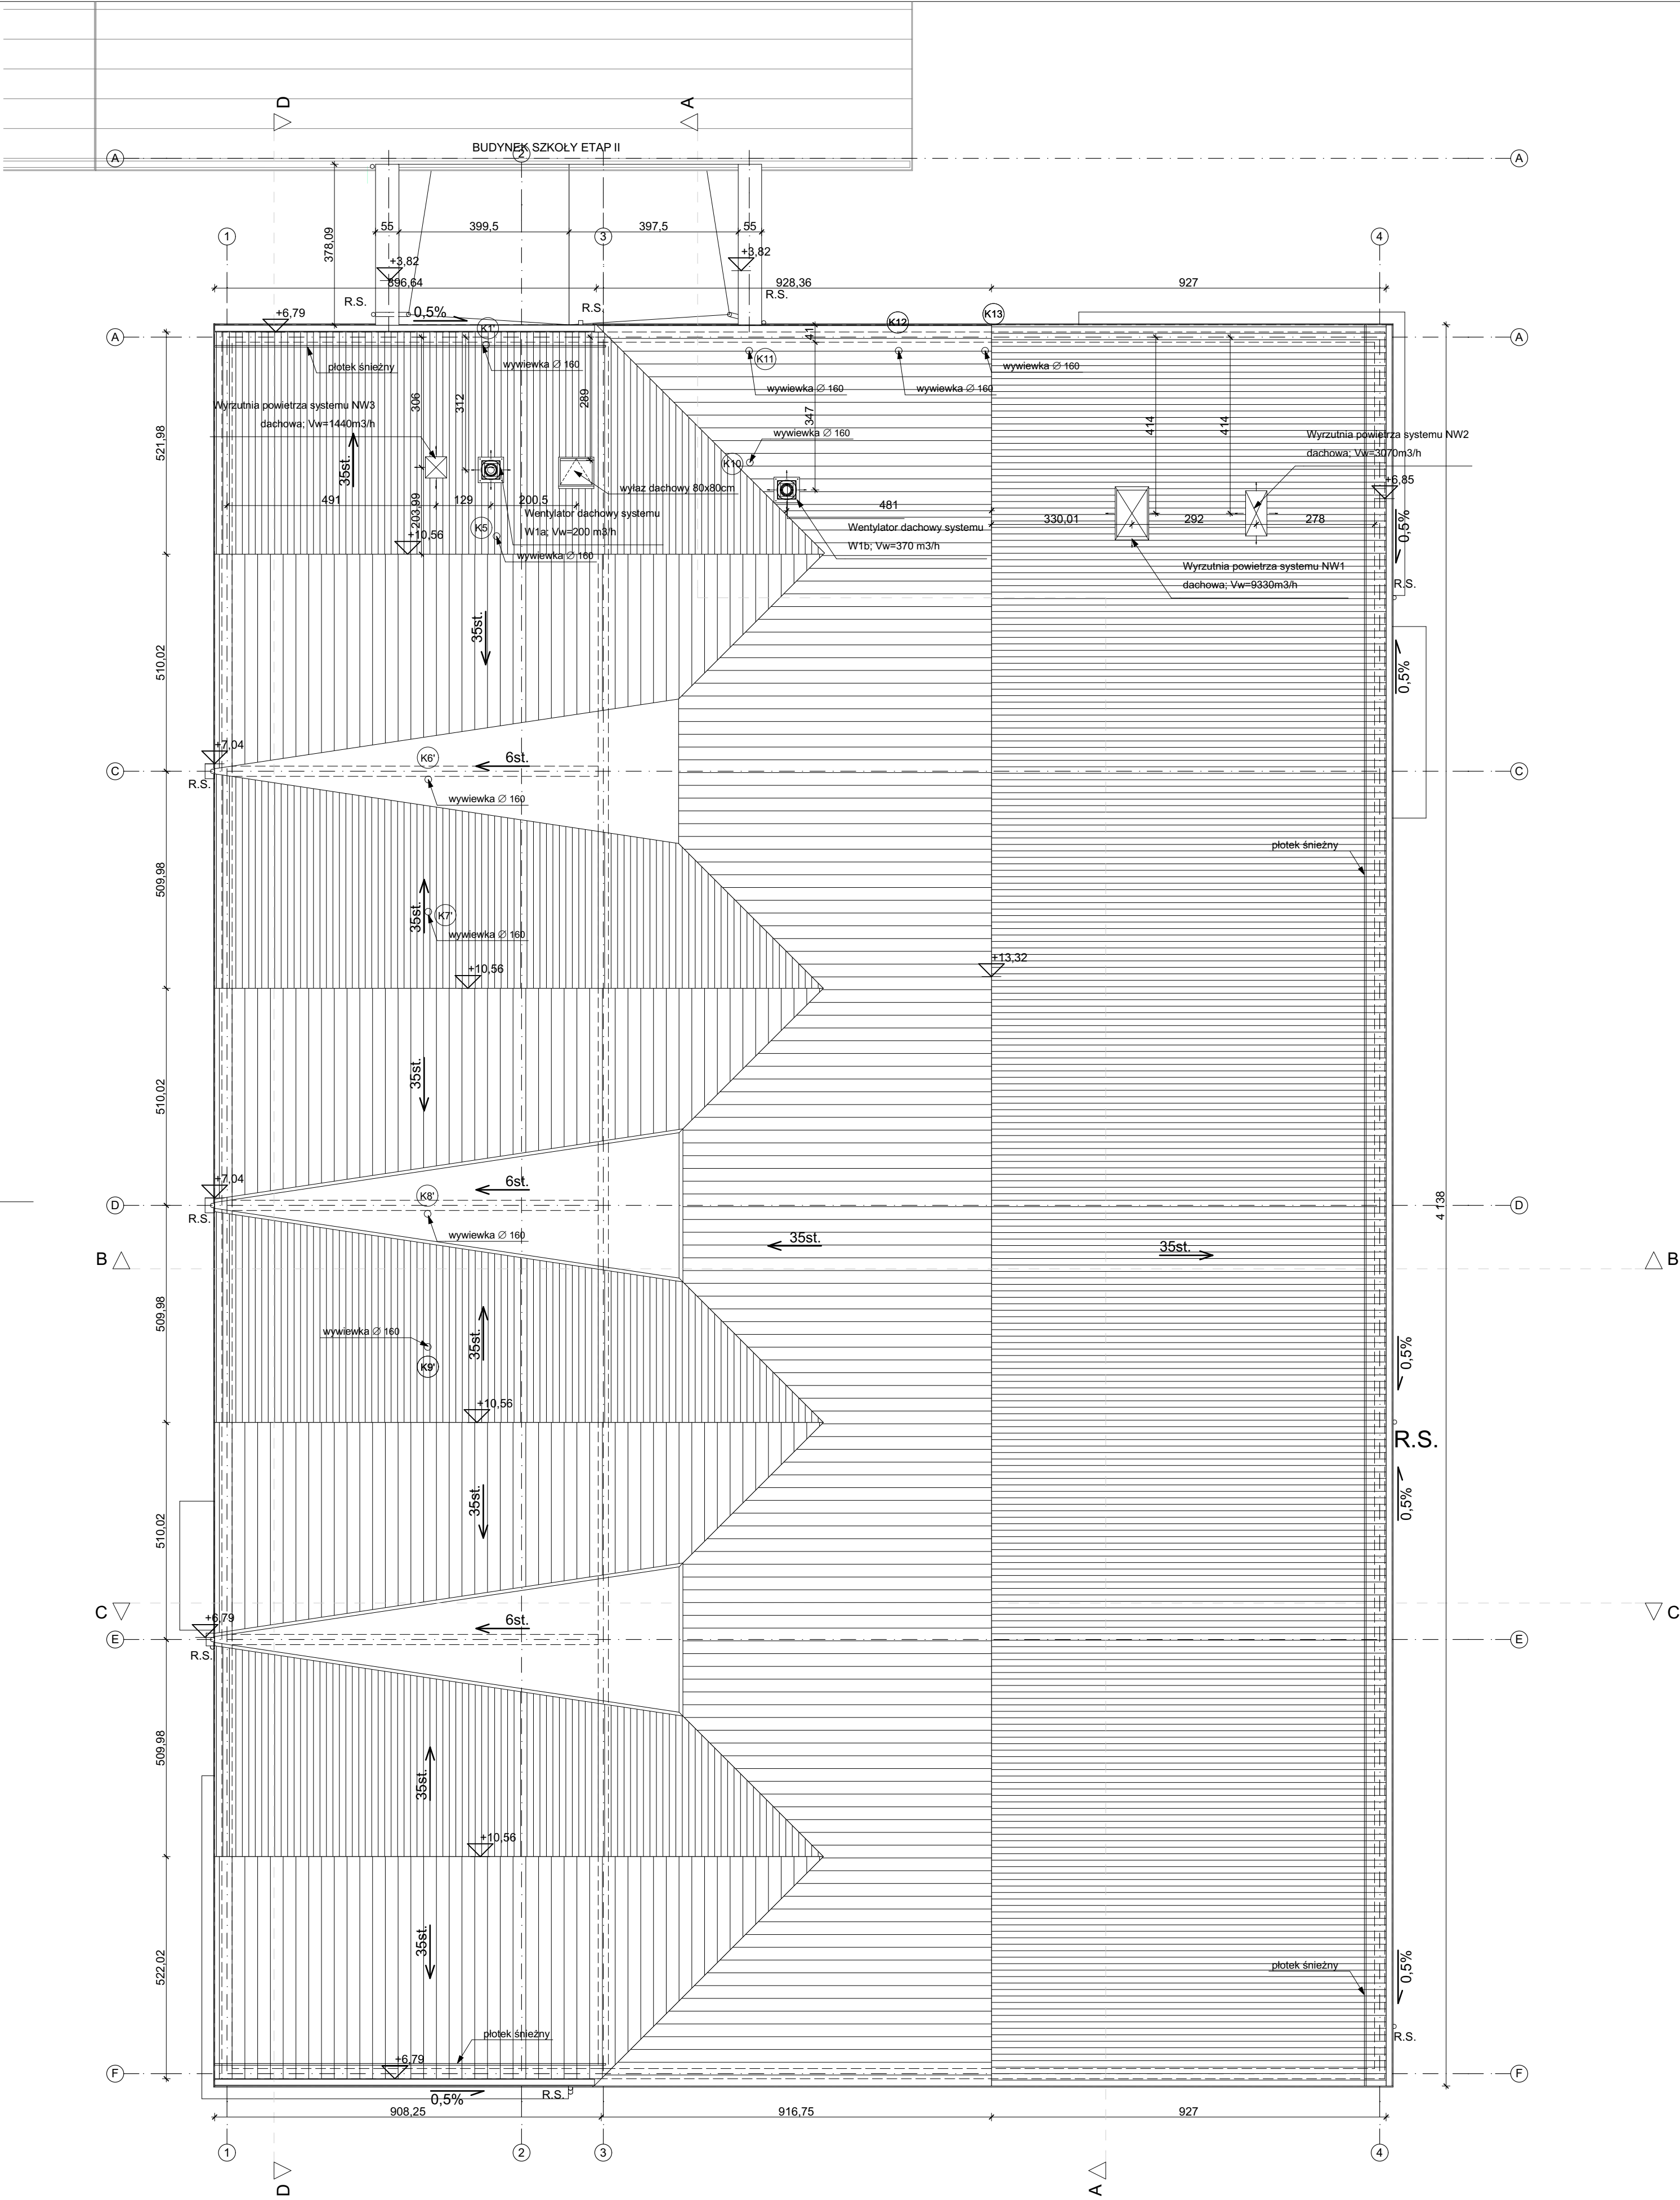 D
A
BUDYNEK SZKOŁY ETAP II
A
2
A
378,09
55
399,5
397,5
55
1
3
4
+3,82
+3,82
896,64
928,36
927
R.S.
R.S.
R.S.
+6,79
0,5%
K1'
K12
K13
A
A
41
płotek śnieżny
wywiewka ∅ 160
K11
wywiewka ∅ 160
wywiewka ∅ 160
wywiewka ∅ 160
306
312
289
347
414
414
Wyrzutnia powietrza systemu NW3
dachowa; Vw=1440m3/h
521,98
35st.
wywiewka ∅ 160
K10
Wyrzutnia powietrza systemu NW2
dachowa; Vw=3070m3/h
+6,85
wyłaz dachowy 80x80cm
491
129
200,5
203,99
481
330,01
292
278
0,5%
Wentylator dachowy systemu
W1a; Vw=200 m3/h
K5
Wentylator dachowy systemu
W1b; Vw=370 m3/h
+10,56
wywiewka ∅ 160
Wyrzutnia powietrza systemu NW1
dachowa; Vw=9330m3/h
R.S.
35st.
510,02
0,5%
+7,04
K6'
6st.
C
C
R.S.
wywiewka ∅ 160
płotek śnieżny
509,98
35st.
K7'
wywiewka ∅ 160
+13,32
+10,56
510,02
35st.
+7,04
K8'
6st.
D
D
4 138
R.S.
wywiewka ∅ 160
35st.
35st.
B
B
509,98
wywiewka ∅ 160
35st.
0,5%
K9'
+10,56
R.S.
510,02
35st.
0,5%
C
C
+6,79
6st.
E
E
R.S.
509,98
35st.
+10,56
522,02
35st.
płotek śnieżny
0,5%
płotek śnieżny
R.S.
+6,79
F
F
0,5%
R.S.
908,25
916,75
927
1
2
3
4
D
A